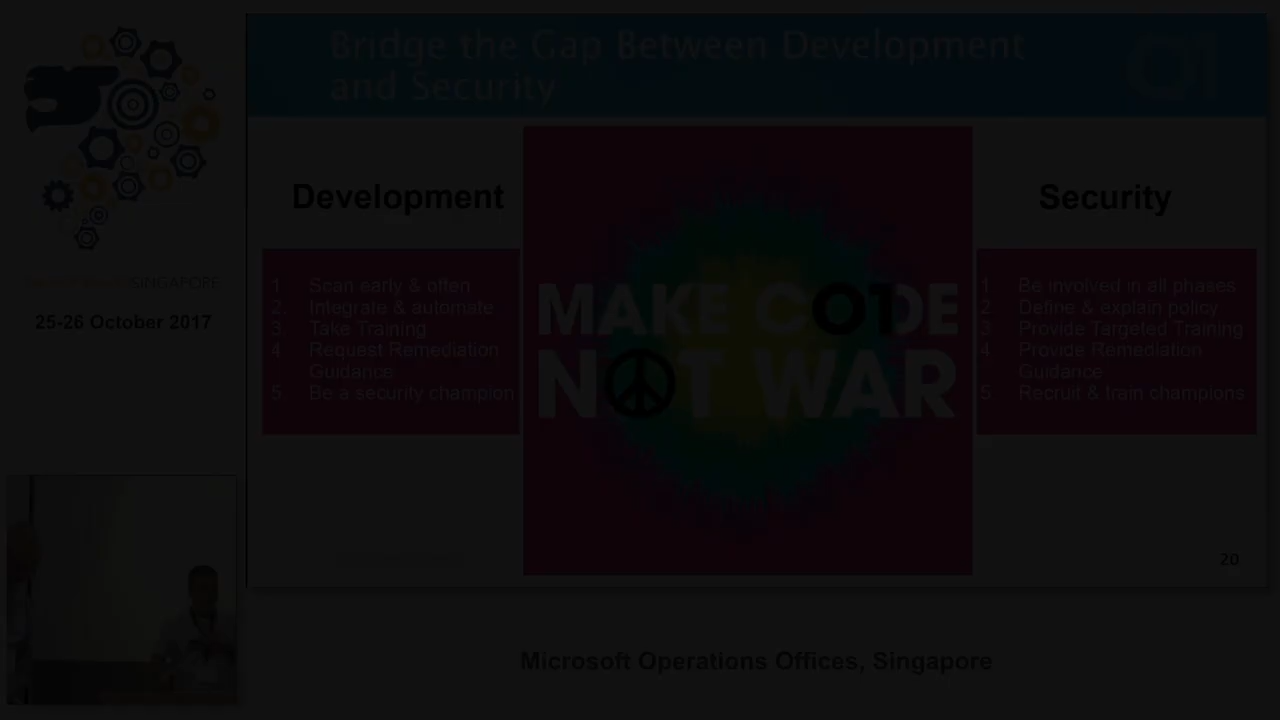 Bridge the Gap Between Development
and Security
SINGAPORE
25-26 October 2017
Development
1. Scan early & often
2. Integrate & automate
3. Take Training
4. Request Remediation
Guidance
5. Be a security champion
MAKE CODE
NOT WAR
Security
1 Be involved in all phases
2 Define & explain policy
3 Provide Targeted Training
4 Provide Remediation
Guidance
5 Recruit & train champions
20
Microsoft Operations Offices, Singapore